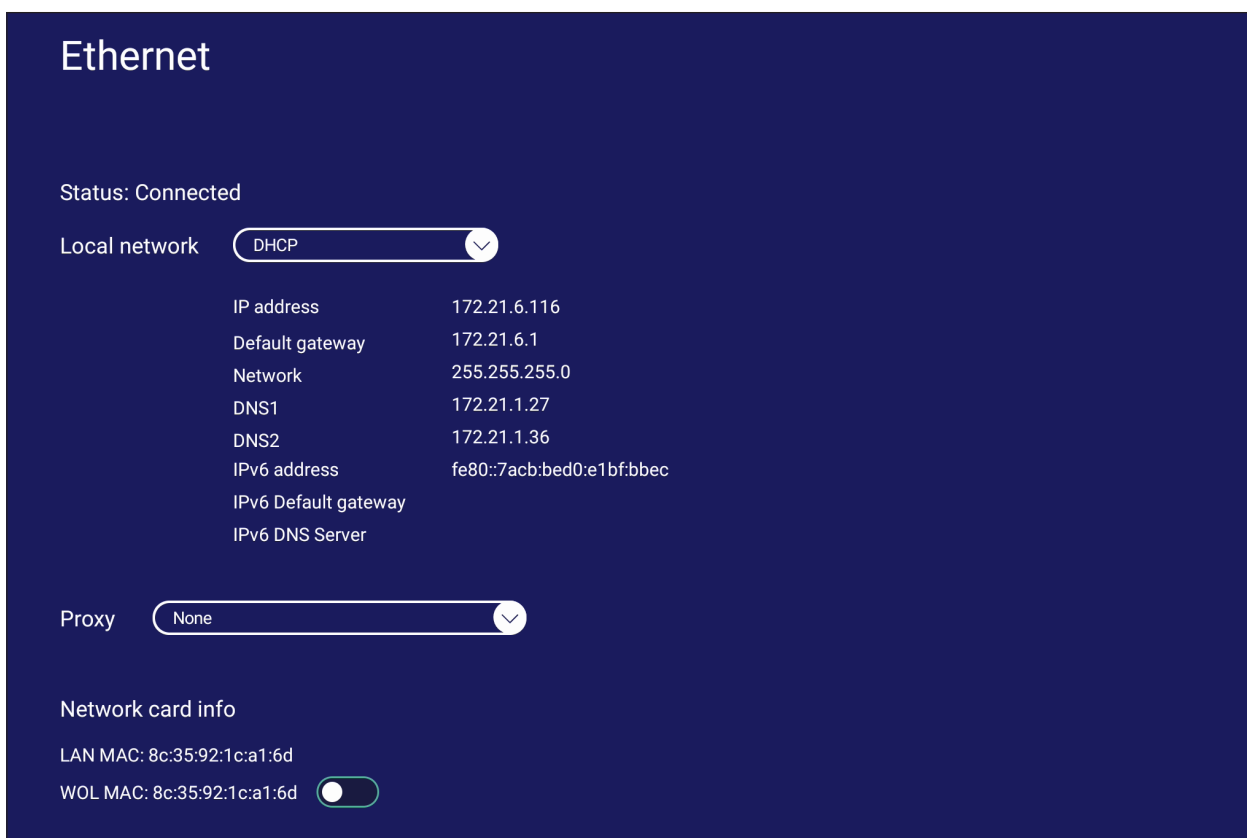 Ethernet
Status: Connected
Local network DHCP
IP address 172.21.6.116
Default gateway 172.21.6.1
Network 255.255.255.0
DNS1 172.21.1.27
DNS2 172.21.1.36
IPv6 address fe80::7acb:bed0:e1bf:bbec
IPv6 Default gateway
IPv6 DNS Server
Proxy None
Network card info
LAN MAC: 8c:35:92:1c:a1:6d
WOL MAC: 8c:35:92:1c:a1:6d